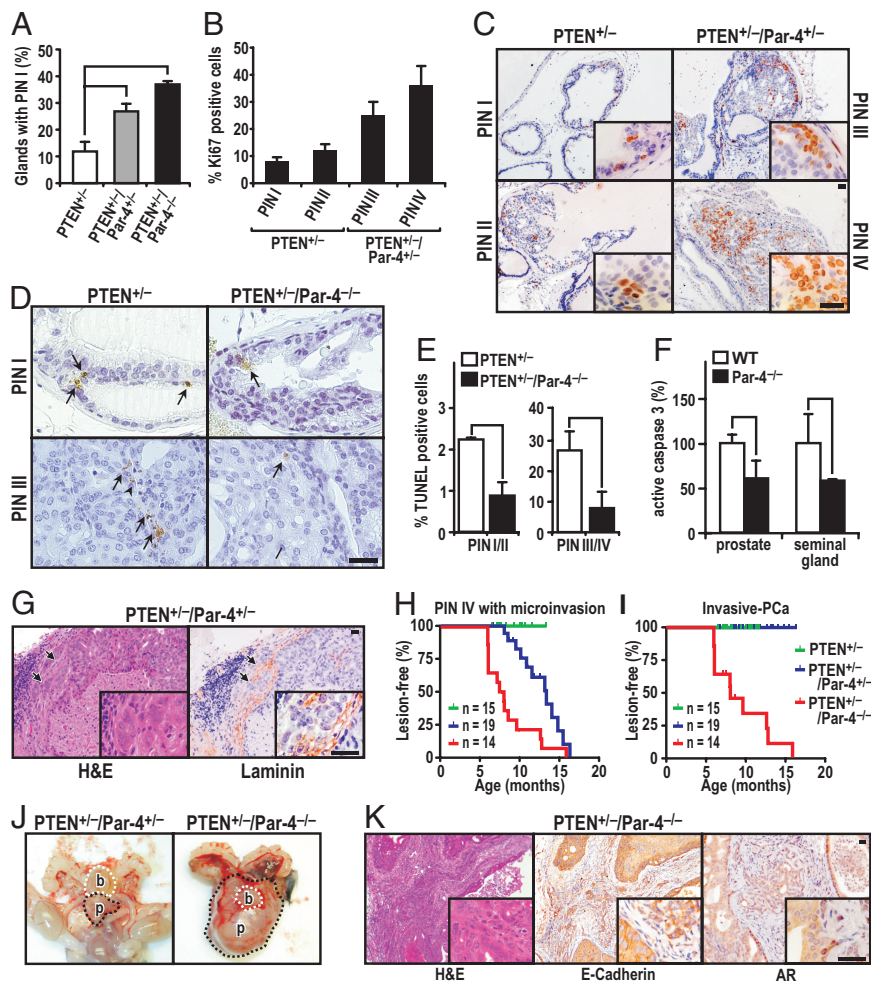 A
Glands with PIN I (%)
50
40
30
20
10
0
PTEN+/–
PTEN+/–/
Par-4+/–
PTEN+/–/
Par-4–/–
B
% Ki67 positive cells
50
40
30
20
10
0
PIN I
PIN II
PIN III
PIN IV
PTEN+/–
PTEN+/–/
Par-4+/–
C
PTEN+/–
PTEN+/–/Par-4+/–
PIN I
PIN III
PIN II
PIN IV
D
PTEN+/–
PTEN+/–/Par-4–/–
PIN I
PIN III
E
PTEN+/–
PTEN+/–/Par-4–/–
% TUNEL positive cells
3
2
1
0
PIN I/II
40
30
20
10
0
PIN III/IV
F
WT
Par-4–/–
active caspase 3 (%)
150
100
50
0
prostate
seminal
gland
G
PTEN+/–/Par-4+/–
H&E
Laminin
H
PIN IV with microinvasion
Lesion-free (%)
100
75
50
25
0
n = 15
n = 19
n = 14
0
10
20
Age (months)
I
Invasive-PCa
Lesion-free (%)
100
75
50
25
0
n = 15
n = 19
n = 14
0
5
10
15
20
Age (months)
PTEN+/–
PTEN+/–
/Par-4+/–
PTEN+/–
/Par-4–/–
J
PTEN+/–/Par-4+/–
PTEN+/–/Par-4–/–
b
p
b
p
K
PTEN+/–/Par-4–/–
H&E
E-Cadherin
AR